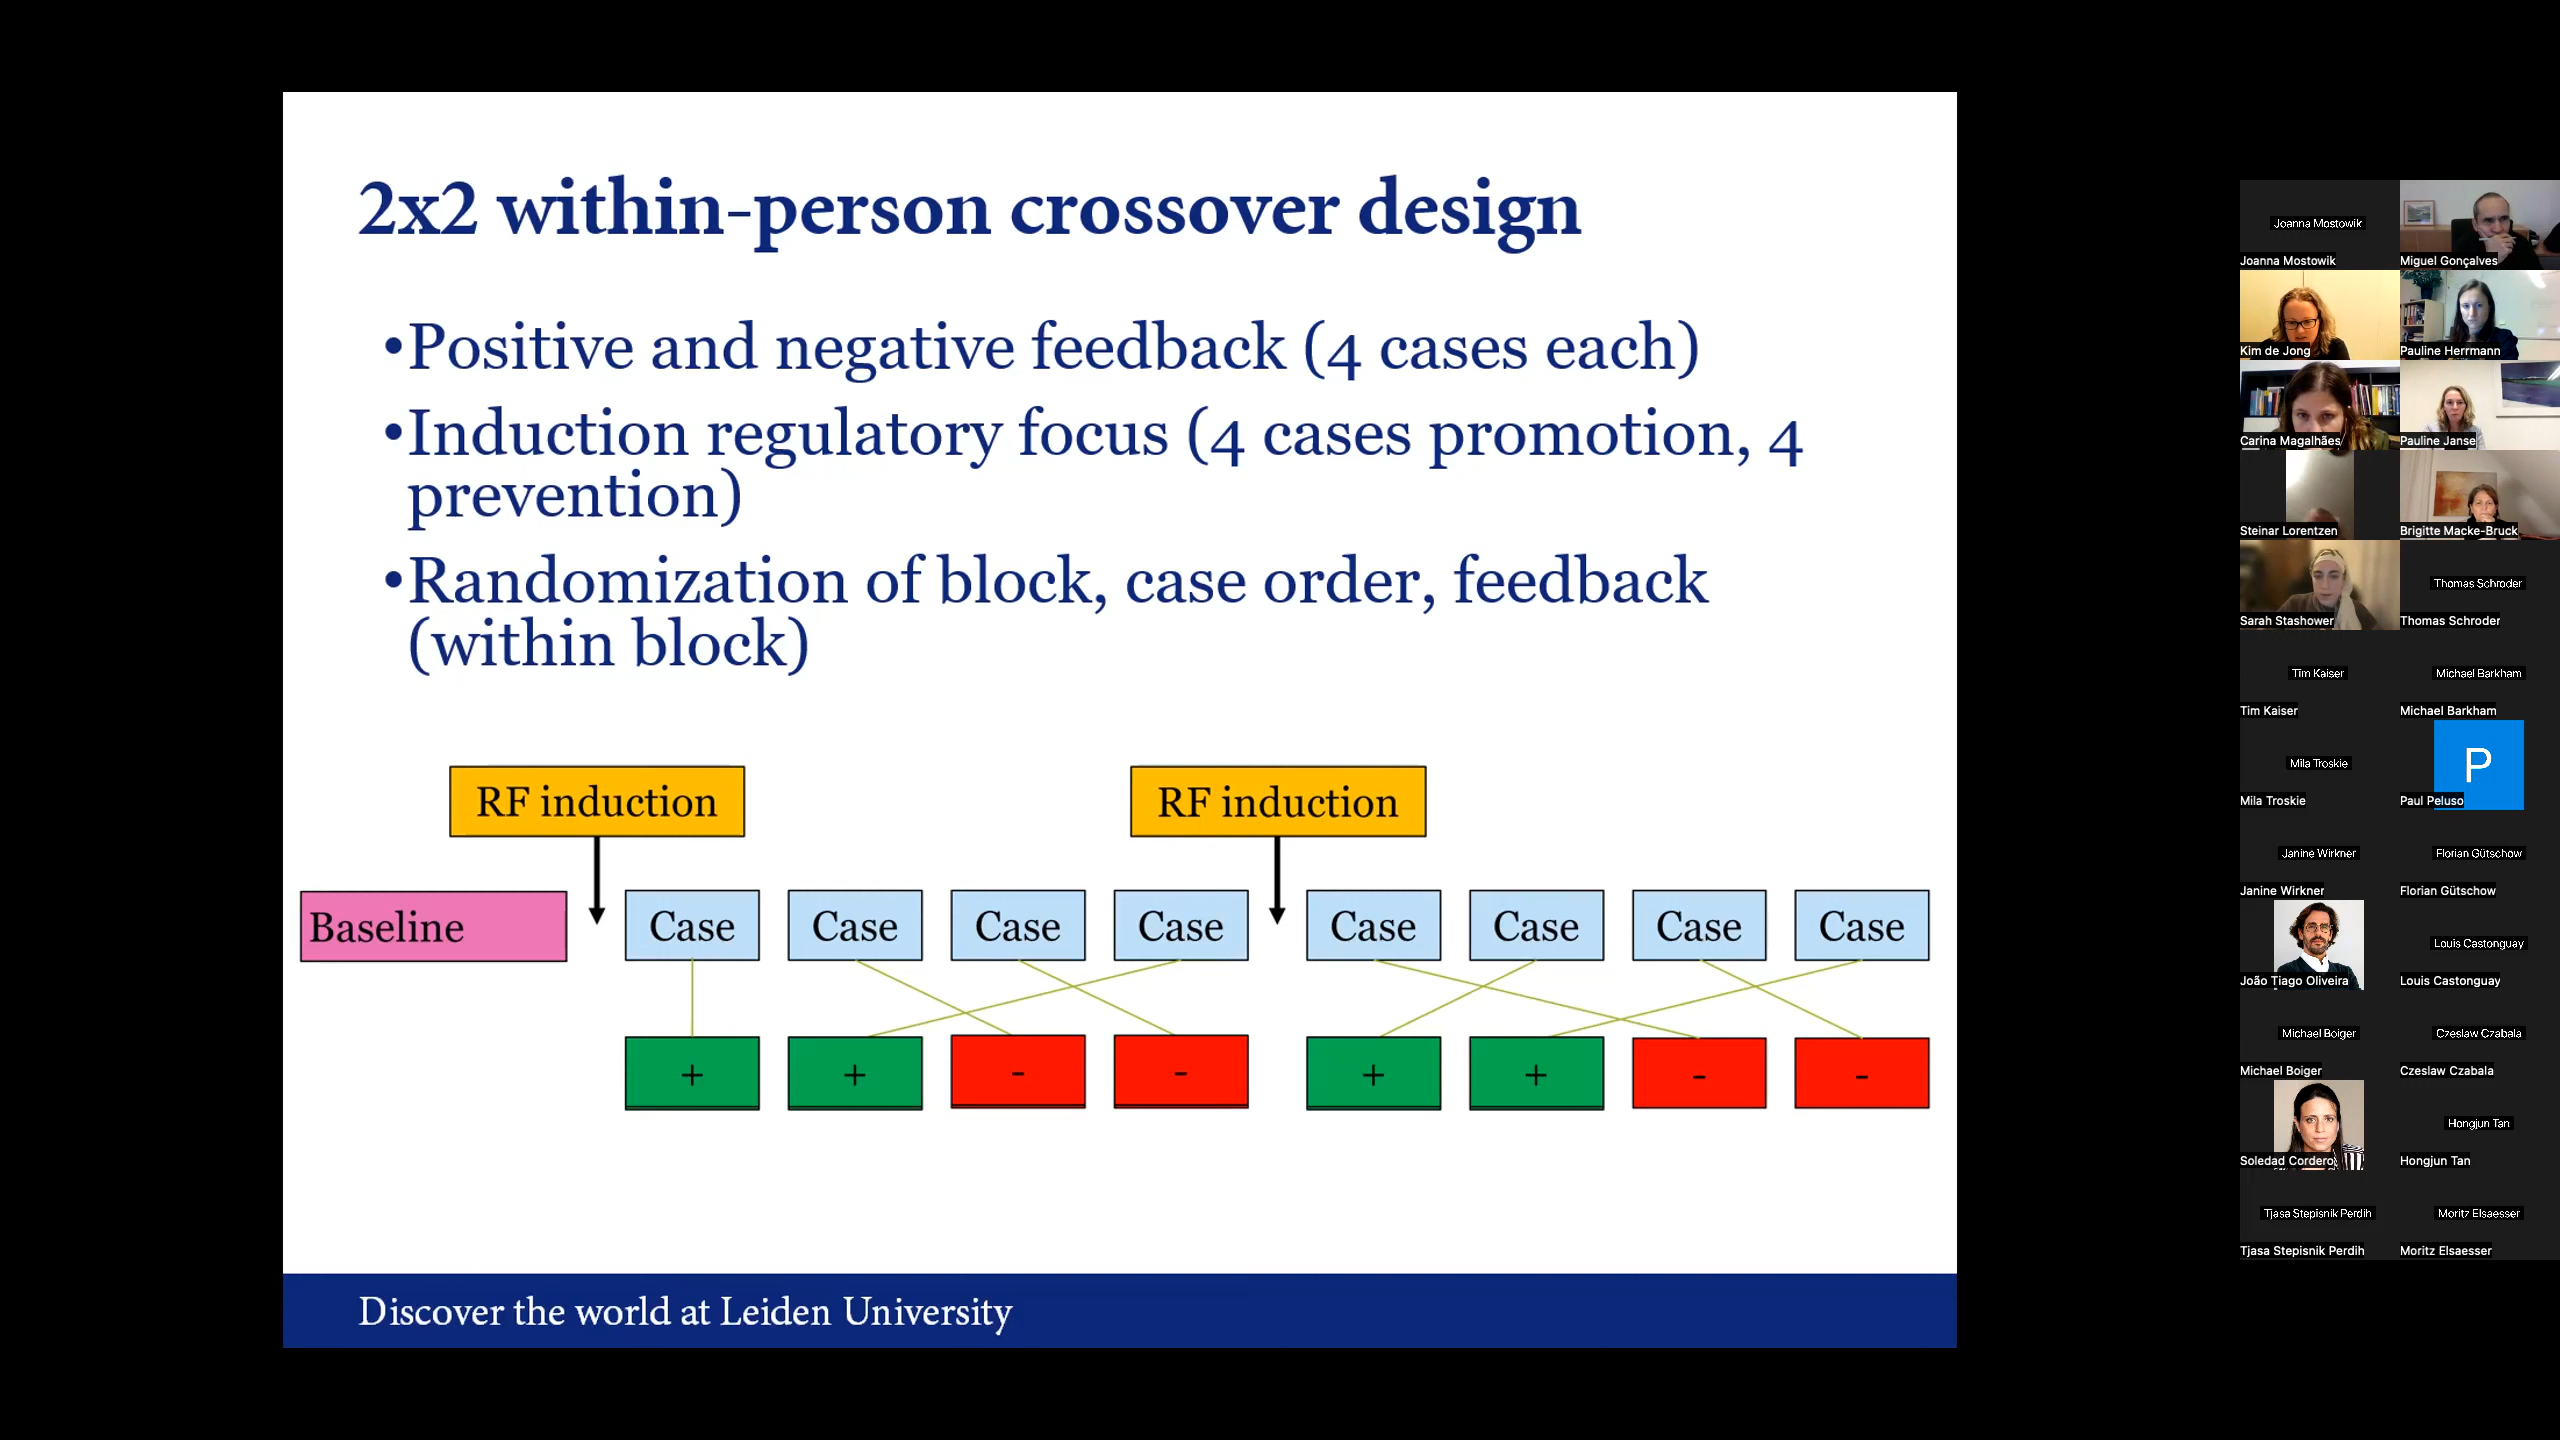 2x2 within-person crossover design
•Positive and negative feedback (4 cases each)
•Induction regulatory focus (4 cases promotion, 4
prevention)
•Randomization of block, case order, feedback
(within block)
RF induction
RF induction
Baseline
Case
Case
Case
Case
Case
Case
Case
Case
+
+
-
-
+
+
-
-
Discover the world at Leiden University
Joanna Mostowik
Joanna Mostowik
Miguel Gonçalves
Kim de Jong
Pauline Herrmann
Carina Magalhães
Pauline Janse
Steinar Lorentzen
Brigitte Macke-Bruck
Sarah Stashower
Thomas Schroder
Thomas Schroder
Tim Kaiser
Tim Kaiser
Michael Barkham
Michael Barkham
Mila Troskie
Mila Troskie
P
Paul Peluso
Janine Wirkner
Janine Wirkner
Florian Gütschow
Florian Gütschow
João Tiago Oliveira
Louis Castonguay
Louis Castonguay
Michael Boiger
Michael Boiger
Czeslaw Czabala
Czeslaw Czabala
Soledad Cordero
Hongjun Tan
Hongjun Tan
Tjasa Stepisnik Perdih
Tjasa Stepisnik Perdih
Moritz Elsaesser
Moritz Elsaesser